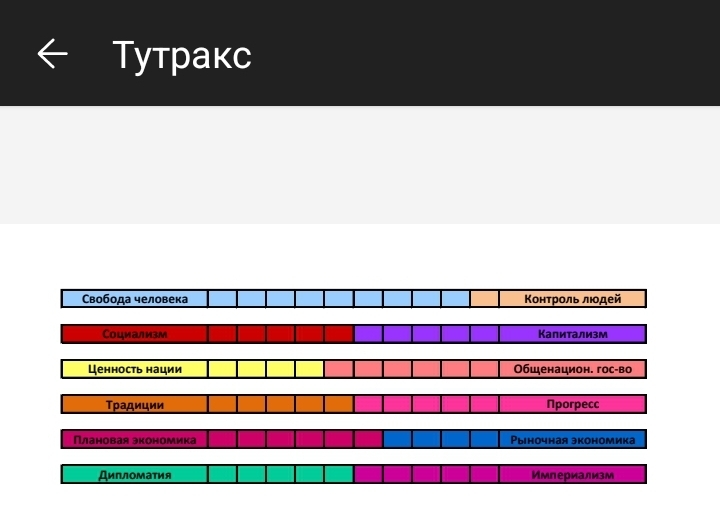 Тутракс
Свобода человека Контроль людей
Социализм Капитализм
Ценность нации Общенацион. гос-во
Традиции Прогресс
Плановая экономика Рыночная экономика
Дипломатия Империализм